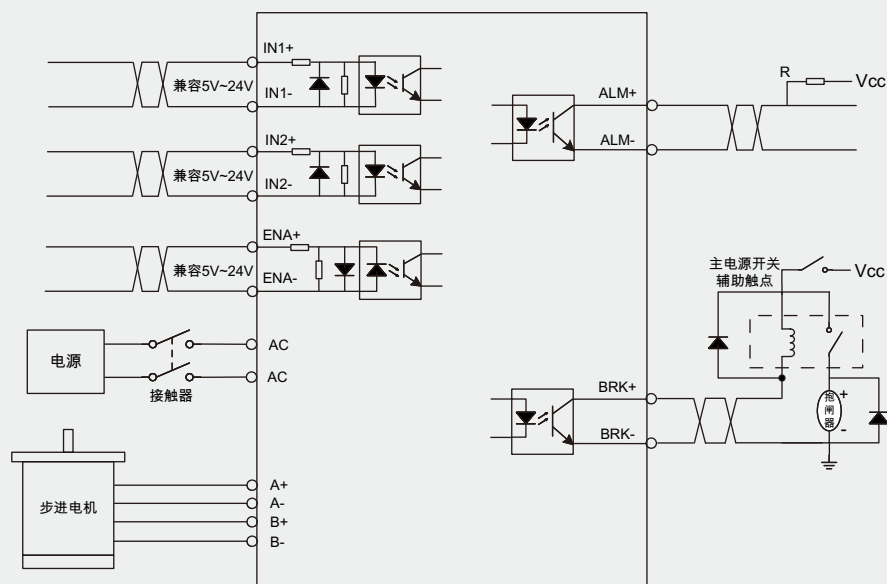 IN1+
兼容5V~24V
IN1-
IN2+
兼容5V~24V
IN2-
ENA+
兼容5V~24V
ENA-
电源
接触器
AC
AC
步进电机
A+
A-
B+
B-
ALM+
ALM-
R
Vcc
主电源开关
辅助触点
Vcc
BRK+
BRK-
抱闸器
+
-